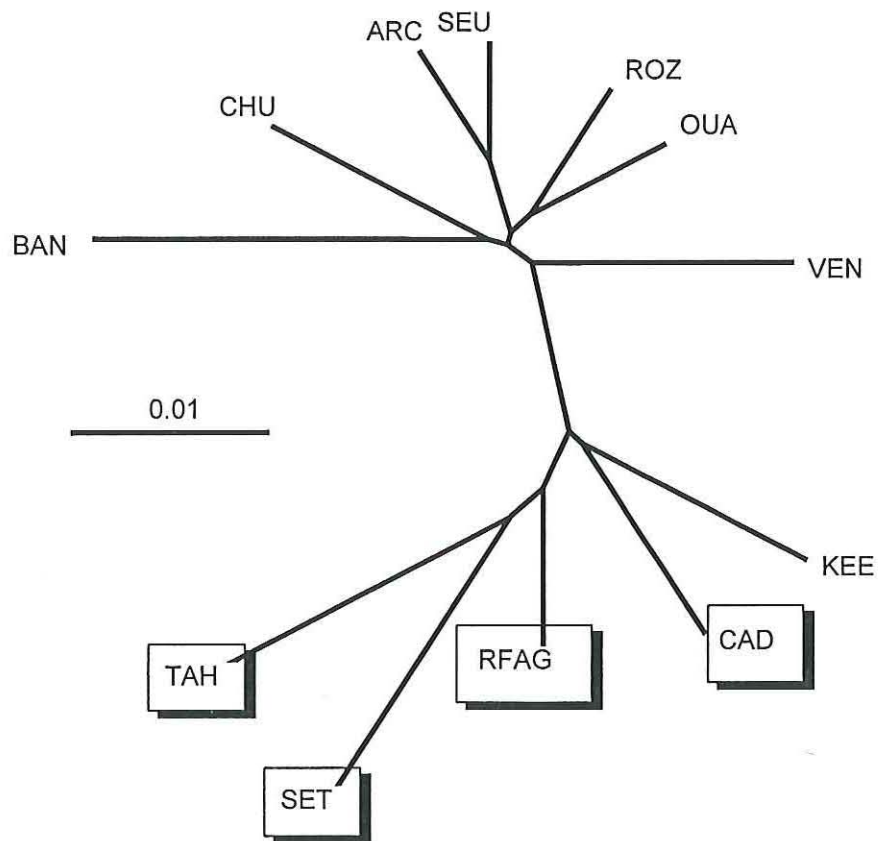 SEU
ARC
ROZ
CHU
OUA
BAN
VEN
0.01
KEE
CAD
RFAG
TAH
SET